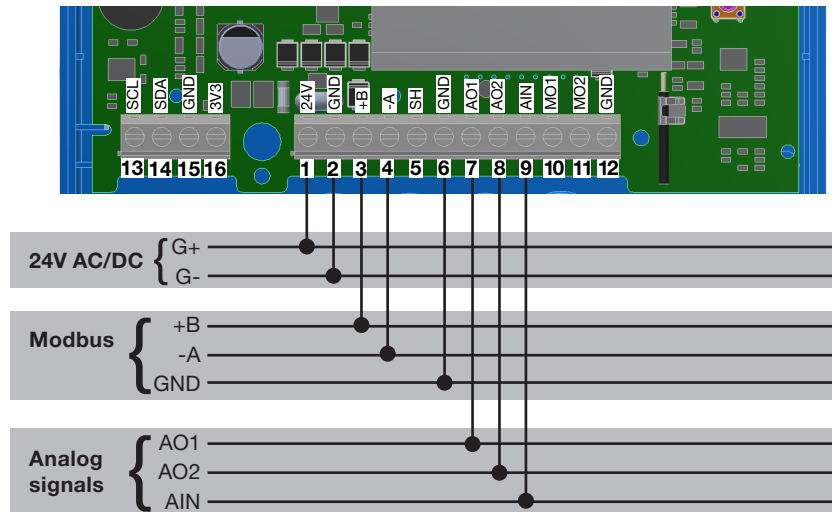 SCL SDA GND 3V3 24V GND +B -A SH GND AO1 AO2 AIN MO1 MO2 GND
13 14 15 16 1 2 3 4 5 6 7 8 9 10 11 12
24V AC/DC { G+
G-
Modbus { +B
-A
GND
Analog signals { AO1
AO2
AIN